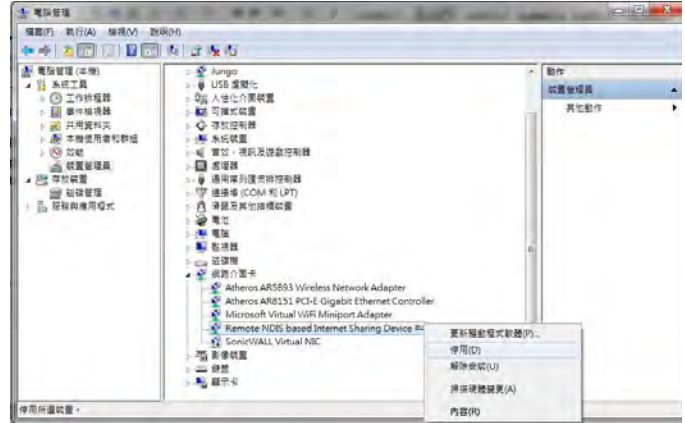 電腦管理
檔案(F) 執行(A) 檢視(V) 說明(H)
電腦管理 (本機)
系統工具
工作排程器
事件檢視器
共用資料夾
本機使用者和群組
效能
裝置管理員
存放裝置
磁碟管理
服務與應用程式
Jungo
USB 虛擬化
人性化介面裝置
可攜式裝置
存放控制器
系統裝置
音效,視訊及遊戲控制器
處理器
通用序列匯流排控制器
連接埠 (COM 和 LPT)
滑鼠及其他指標裝置
電池
電腦
監視器
磁碟機
網路介面卡
Atheros AR5B93 Wireless Network Adapter
Atheros AR8151 PCI-E Gigabit Ethernet Controller
Microsoft Virtual WiFi Miniport Adapter
Remote NDIS based Internet Sharing Device #4
SonicWALL Virtual NIC
影像裝置
鍵盤
顯示卡
更新驅動程式軟體(P)...
停用(D)
解除安裝(U)
掃描硬體變更(A)
內容(R)
動作
裝置管理員
其他動作
停用所選裝置。